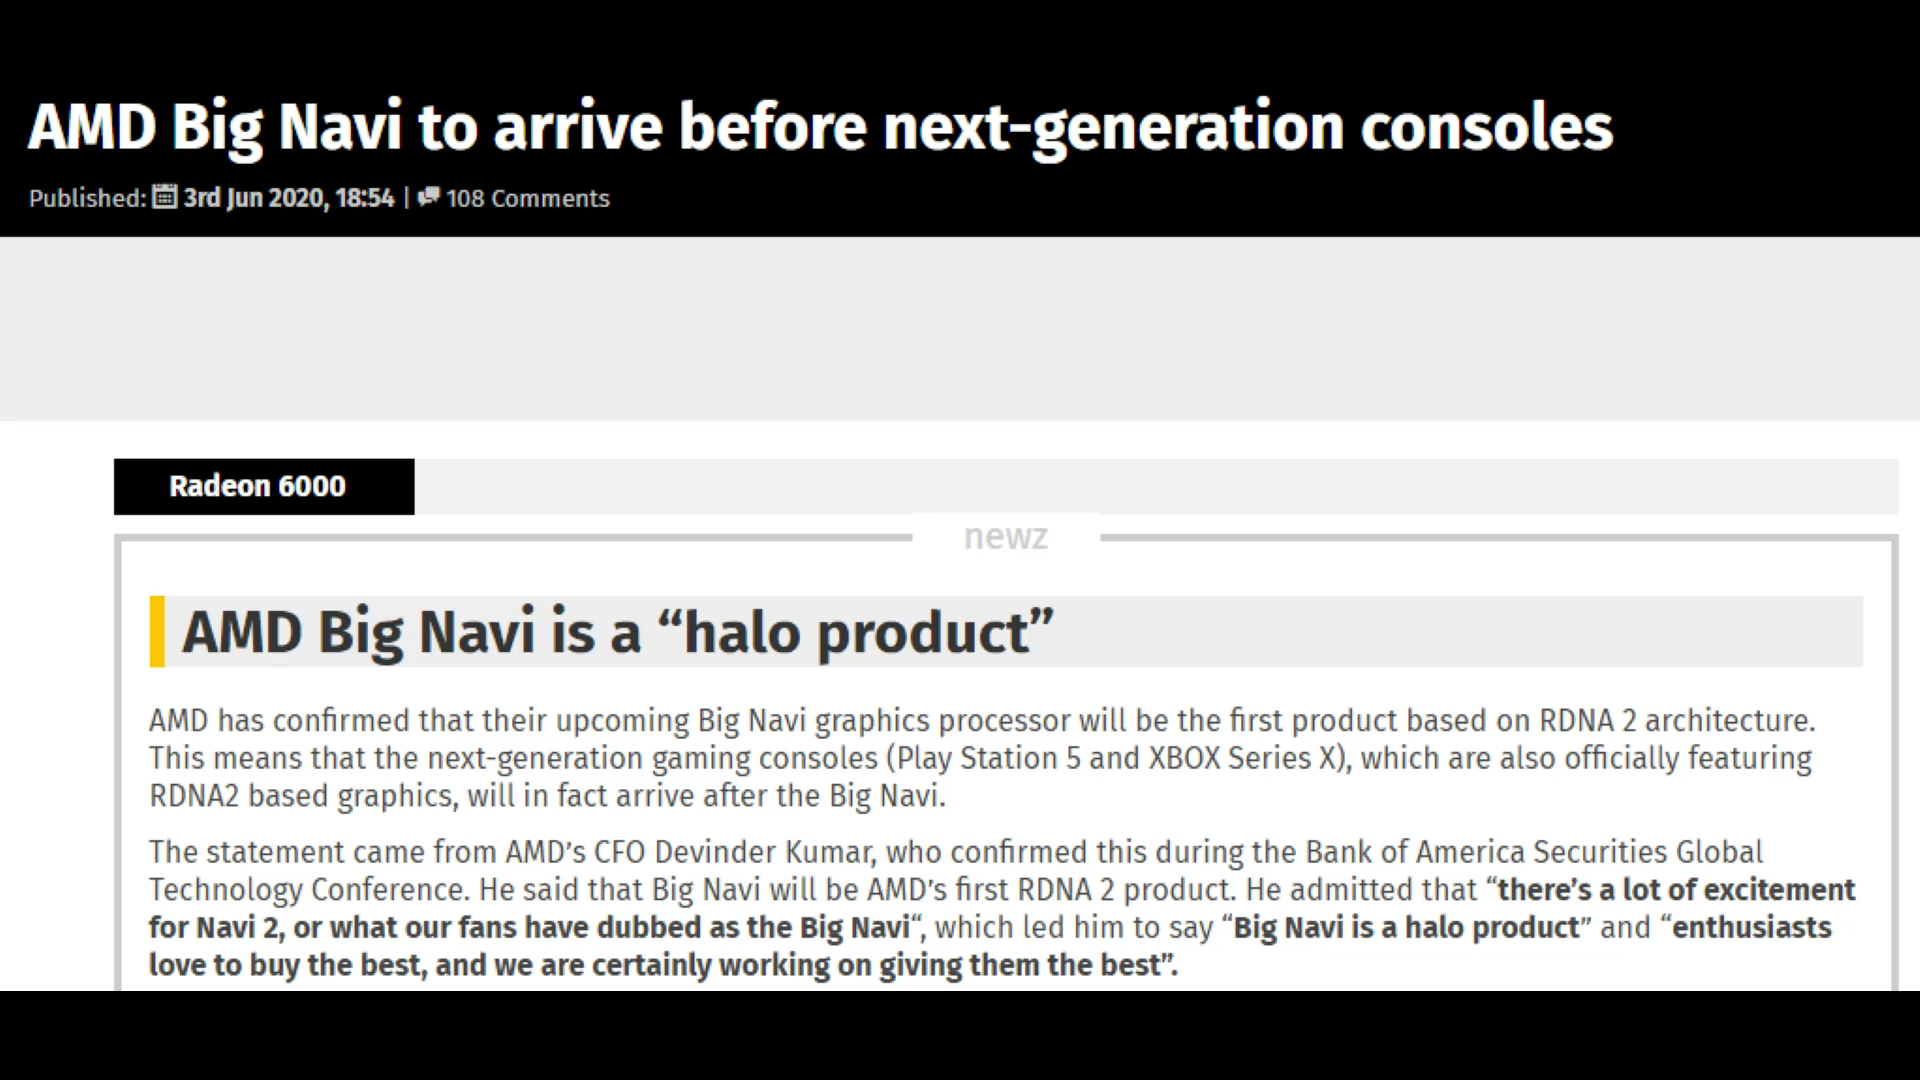 AMD Big Navi to arrive before next-generation consoles
Published: 3rd Jun 2020, 18:54 | 108 Comments
Radeon 6000
newz
AMD Big Navi is a “halo product”
AMD has confirmed that their upcoming Big Navi graphics processor will be the first product based on RDNA 2 architecture.
This means that the next-generation gaming consoles (Play Station 5 and XBOX Series X), which are also officially featuring
RDNA2 based graphics, will in fact arrive after the Big Navi.
The statement came from AMD’s CFO Devinder Kumar, who confirmed this during the Bank of America Securities Global
Technology Conference. He said that Big Navi will be AMD’s first RDNA 2 product. He admitted that “there’s a lot of excitement
for Navi 2, or what our fans have dubbed as the Big Navi“, which led him to say “Big Navi is a halo product” and “enthusiasts
love to buy the best, and we are certainly working on giving them the best”.